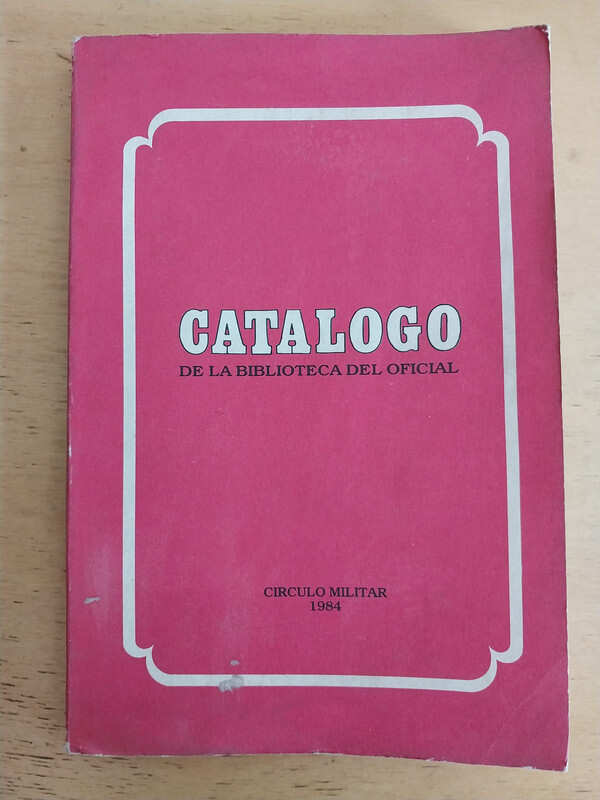 CATALOGO
DE LA BIBLIOTECA DEL OFICIAL
CIRCULO MILITAR
1984